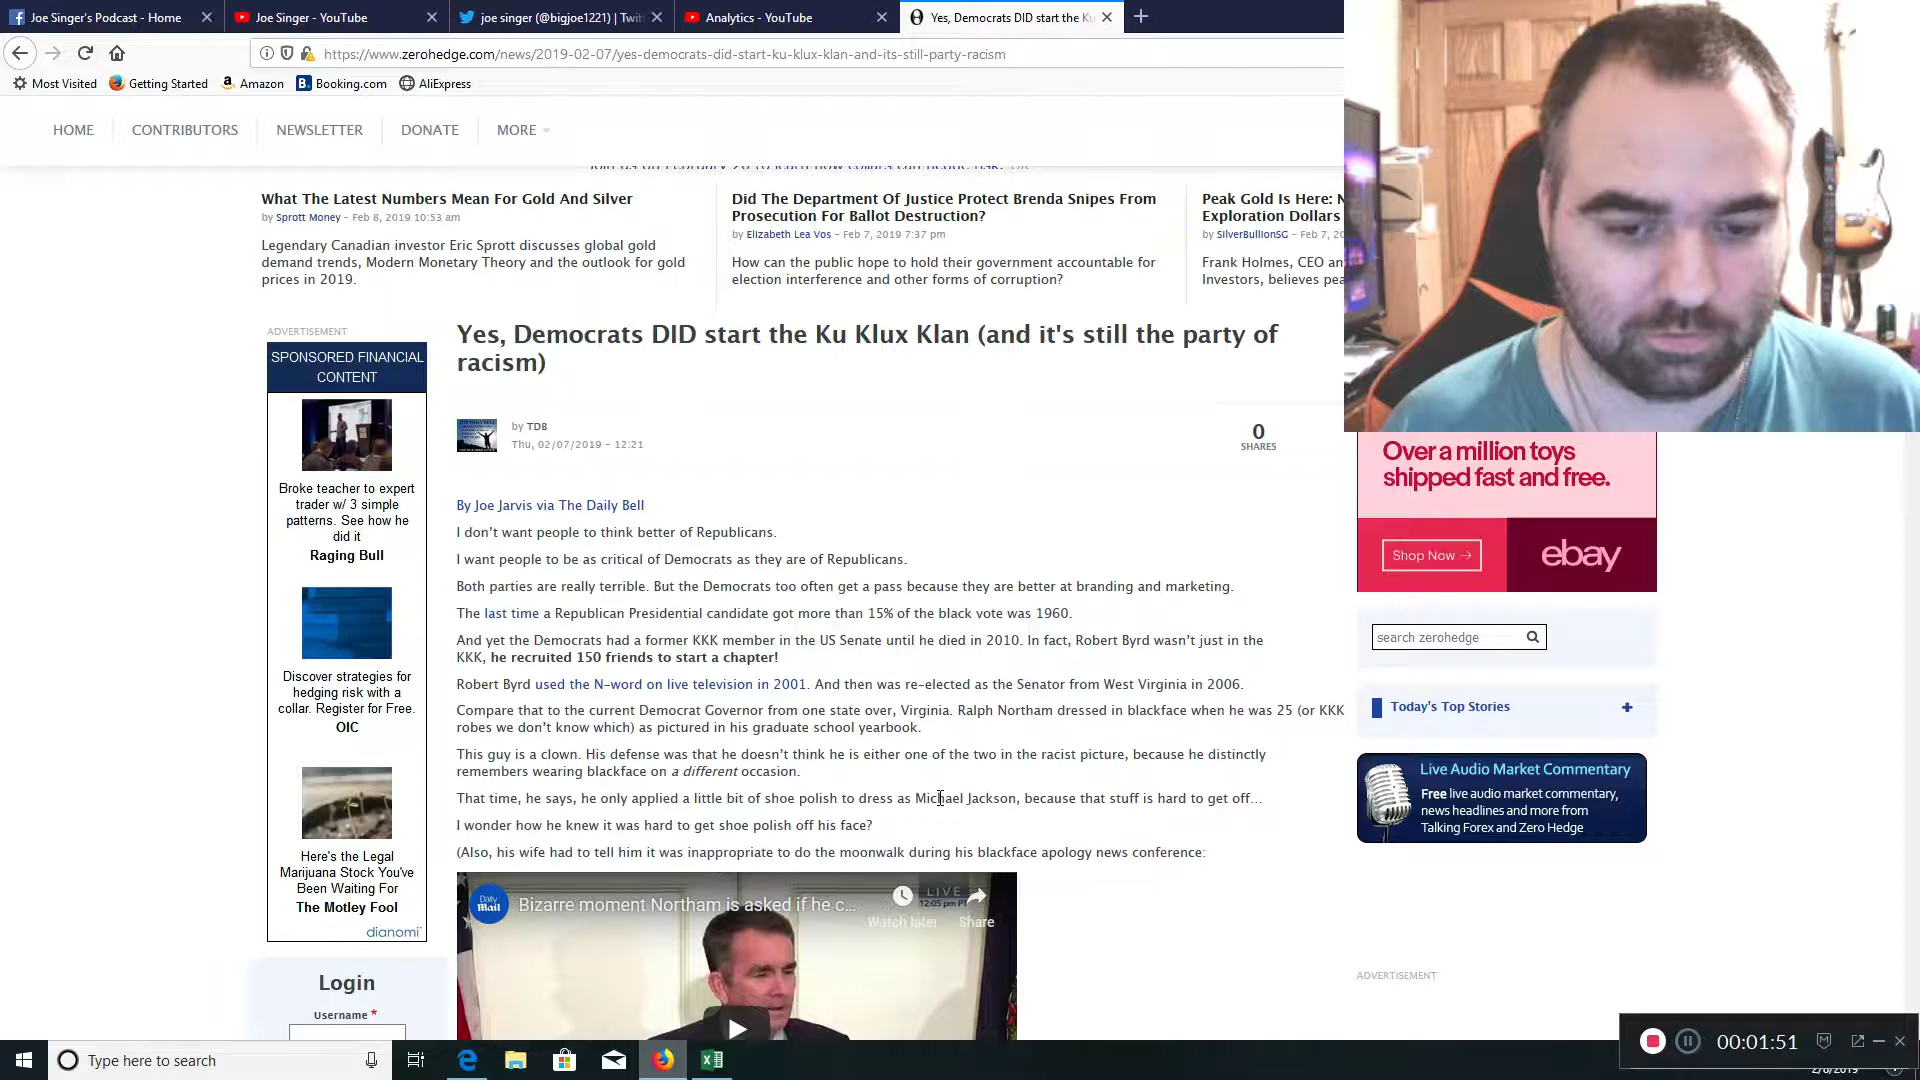 Joe Singer's Podcast - Home
Joe Singer - YouTube
joe singer (@bigjoe1221) | Twit
Analytics - YouTube
Yes, Democrats DID start the Ku
https://www.zerohedge.com/news/2019-02-07/yes-democrats-did-start-ku-klux-klan-and-its-still-party-racism
Most Visited
Getting Started
Amazon
Booking.com
AliExpress
HOME
CONTRIBUTORS
NEWSLETTER
DONATE
MORE
What The Latest Numbers Mean For Gold And Silver
by Sprott Money - Feb 8, 2019 10:53 am
Legendary Canadian investor Eric Sprott discusses global gold
demand trends, Modern Monetary Theory and the outlook for gold
prices in 2019.
Did The Department Of Justice Protect Brenda Snipes From
Prosecution For Ballot Destruction?
by Elizabeth Lea Vos - Feb 7, 2019 7:37 pm
How can the public hope to hold their government accountable for
election interference and other forms of corruption?
Peak Gold Is Here: N
Exploration Dollars
by SilverBullionSG - Feb 7, 20
Frank Holmes, CEO an
Investors, believes pea
ADVERTISEMENT
SPONSORED FINANCIAL
CONTENT
Broke teacher to expert
trader w/ 3 simple
patterns. See how he
did it
Raging Bull
Discover strategies for
hedging risk with a
collar. Register for Free.
OIC
Here's the Legal
Marijuana Stock You've
Been Waiting For
The Motley Fool
dianomi
Login
Username *
Yes, Democrats DID start the Ku Klux Klan (and it's still the party of
racism)
by TDB
Thu, 02/07/2019 - 12:21
0
SHARES
By Joe Jarvis via The Daily Bell
I don't want people to think better of Republicans.
I want people to be as critical of Democrats as they are of Republicans.
Both parties are really terrible. But the Democrats too often get a pass because they are better at branding and marketing.
The last time a Republican Presidential candidate got more than 15% of the black vote was 1960.
And yet the Democrats had a former KKK member in the US Senate until he died in 2010. In fact, Robert Byrd wasn't just in the
KKK, he recruited 150 friends to start a chapter!
Robert Byrd used the N-word on live television in 2001. And then was re-elected as the Senator from West Virginia in 2006.
Compare that to the current Democrat Governor from one state over, Virginia. Ralph Northam dressed in blackface when he was 25 (or KKK
robes we don't know which) as pictured in his graduate school yearbook.
This guy is a clown. His defense was that he doesn't think he is either one of the two in the racist picture, because he distinctly
remembers wearing blackface on a different occasion.
That time, he says, he only applied a little bit of shoe polish to dress as Michael Jackson, because that stuff is hard to get off...
I wonder how he knew it was hard to get shoe polish off his face?
(Also, his wife had to tell him it was inappropriate to do the moonwalk during his blackface apology news conference:
Daily
Mail
Bizarre moment Northam is asked if he c...
LIVE
12:05 pm PT
Watch later
Share
Over a million toys
shipped fast and free.
Shop Now →
ebay
search zerohedge
Today's Top Stories
+
Live Audio Market Commentary
Free live audio market commentary,
news headlines and more from
Talking Forex and Zero Hedge
ADVERTISEMENT
Type here to search
00:01:51